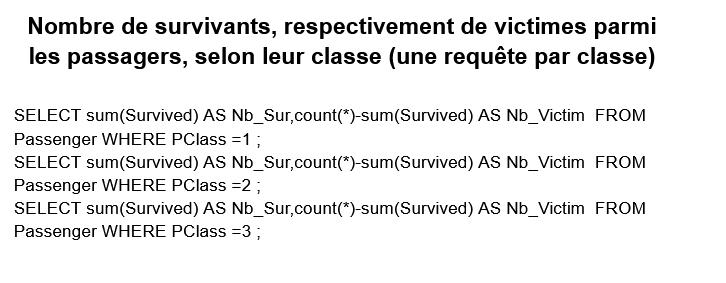 Nombre de survivants, respectivement de victimes parmi
les passagers, selon leur classe (une requête par classe)
SELECT sum(Survived) AS Nb_Sur,count(*)-sum(Survived) AS Nb_Victim  FROM
Passenger WHERE PClass =1 ;
SELECT sum(Survived) AS Nb_Sur,count(*)-sum(Survived) AS Nb_Victim  FROM
Passenger WHERE PClass =2 ;
SELECT sum(Survived) AS Nb_Sur,count(*)-sum(Survived) AS Nb_Victim  FROM
Passenger WHERE PClass =3 ;